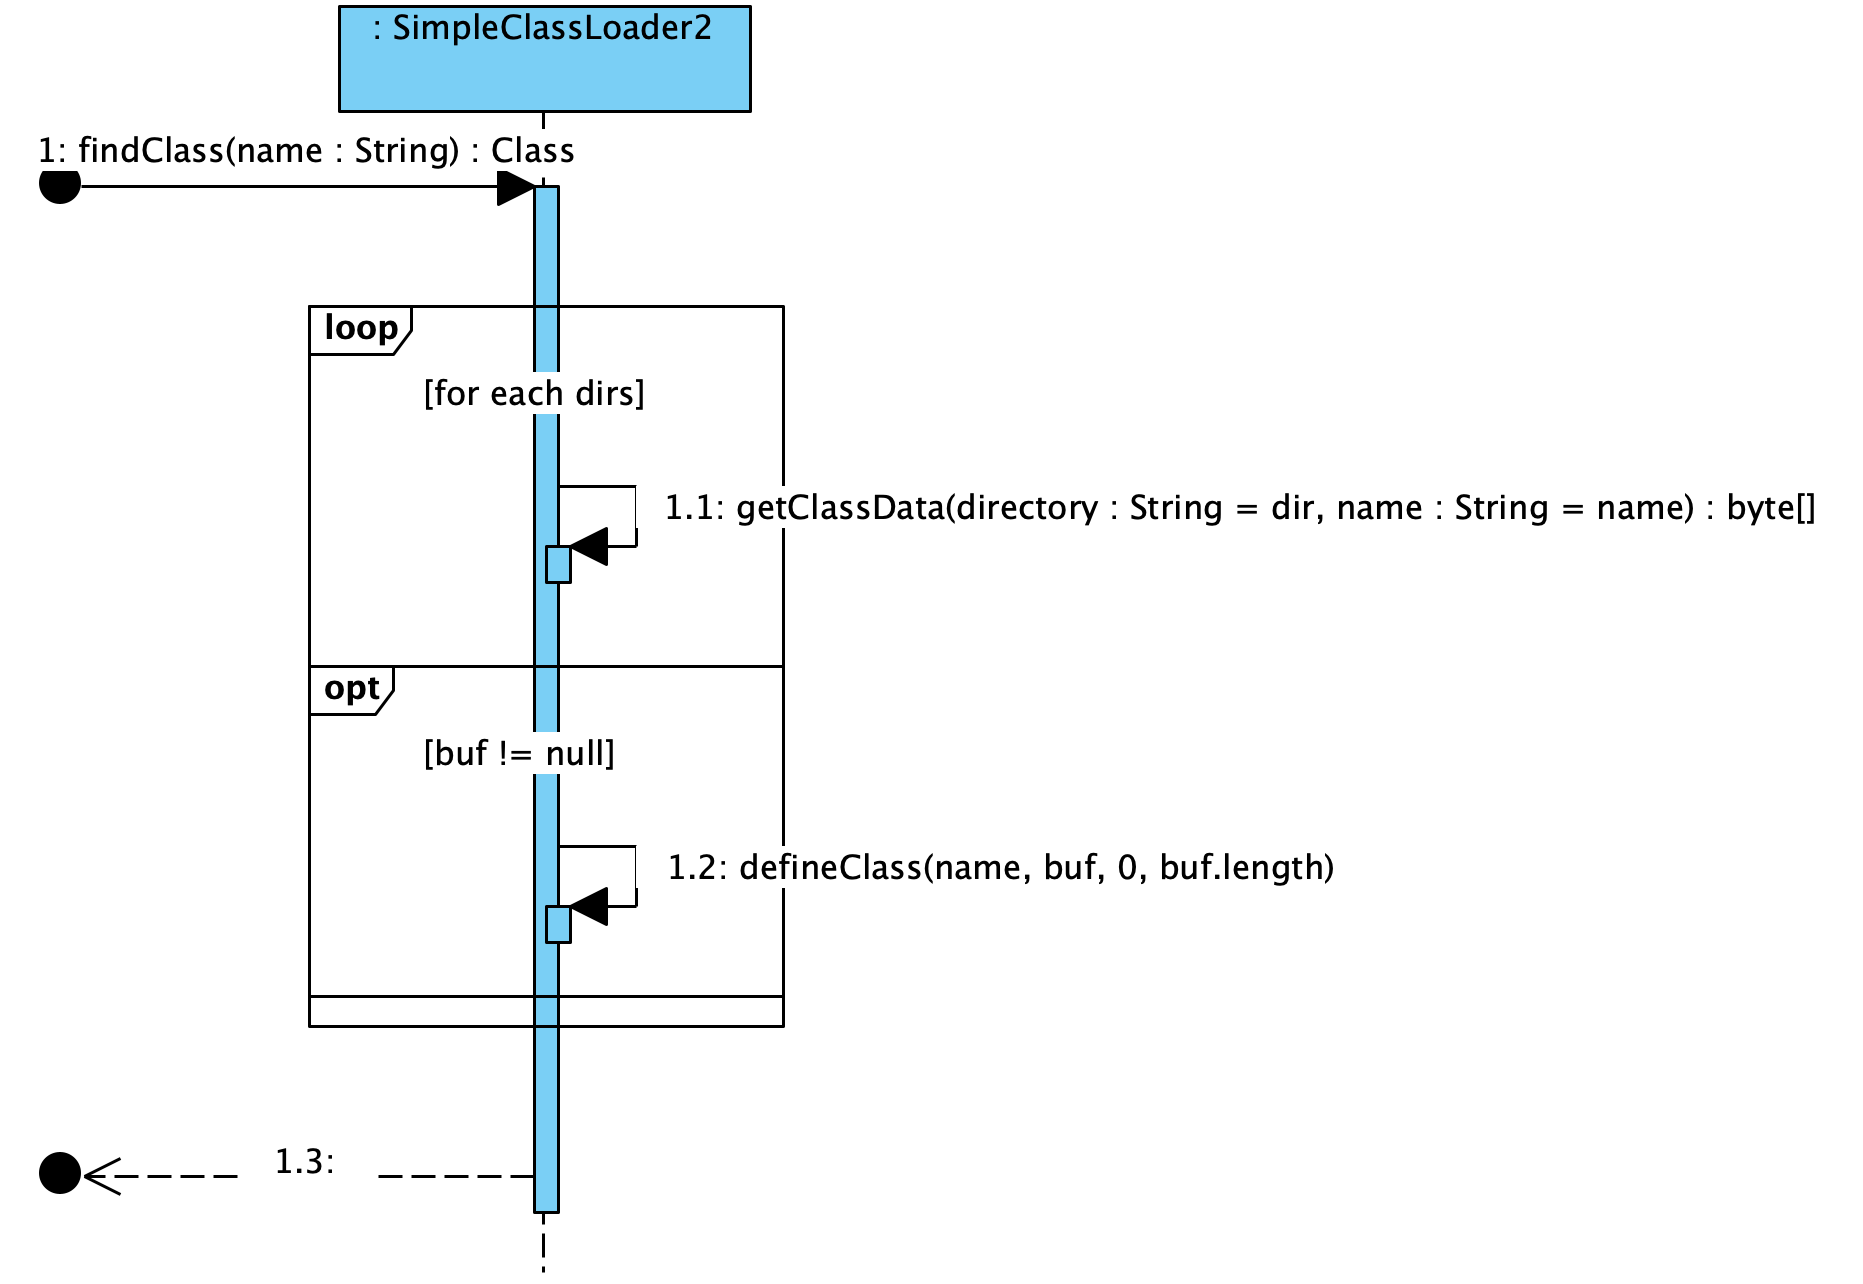 : SimpleClassLoader2
1: findClass(name : String) : Class
loop
[for each dirs]
1.1: getClassData(directory : String = dir, name : String = name) : byte[]
opt
[buf != null]
1.2: defineClass(name, buf, 0, buf.length)
1.3: